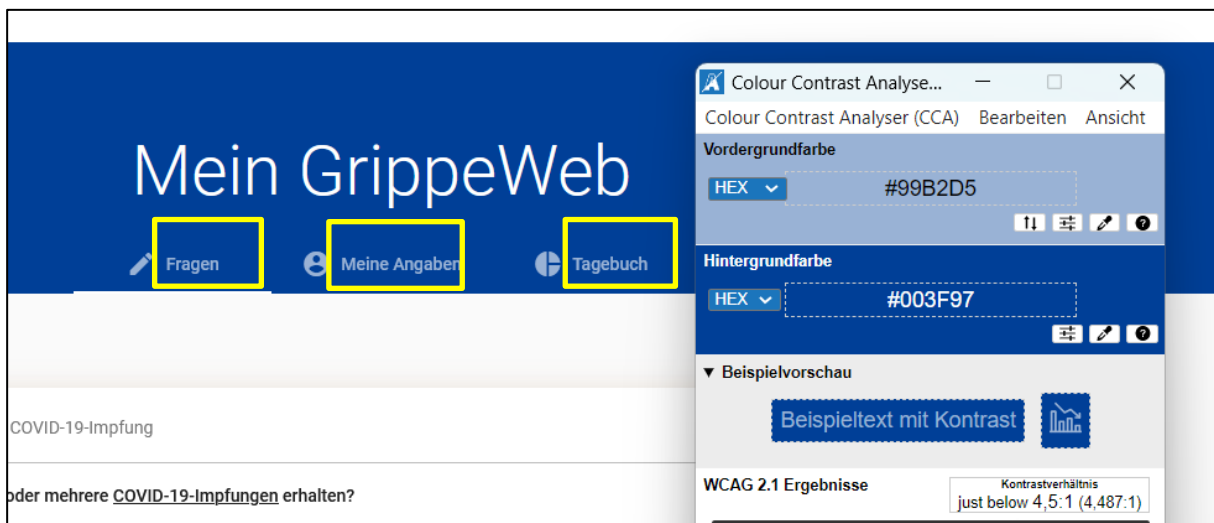 Mein GrippeWeb
Fragen
Meine Angaben
Tagebuch
COVID-19-Impfung
oder mehrere COVID-19-Impfungen erhalten?
Colour Contrast Analyse...
Colour Contrast Analyser (CCA) Bearbeiten Ansicht
Vordergrundfarbe
HEX #99B2D5
Hintergrundfarbe
HEX #003F97
▼ Beispielvorschau
Beispieltext mit Kontrast
WCAG 2.1 Ergebnisse
Kontrastverhältnis
just below 4,5:1 (4,487:1)